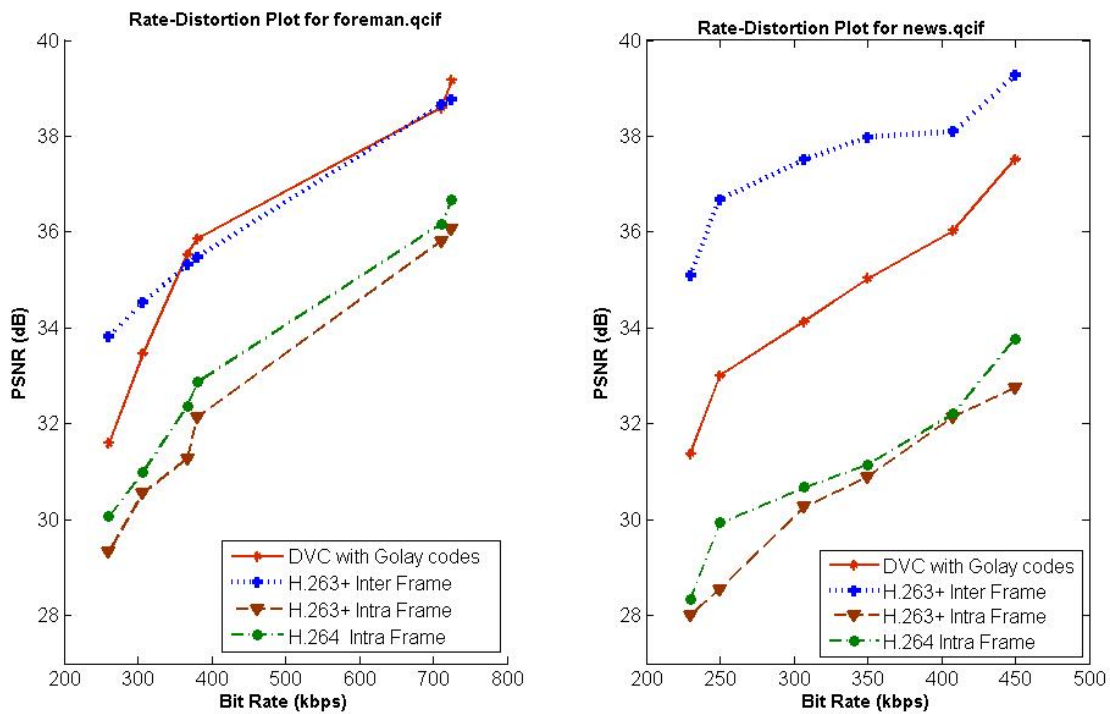 Rate-Distortion Plot for foreman.qcif
40
38
36
34
32
30
28
PSNR (dB)
200 300 400 500 600 700 800
Bit Rate (kbps)
DVC with Golay codes
H.263+ Inter Frame
H.263+ Intra Frame
H.264 Intra Frame
Rate-Distortion Plot for news.qcif
40
38
36
34
32
30
28
PSNR (dB)
200 250 300 350 400 450 500
Bit Rate (kbps)
DVC with Golay codes
H.263+ Inter Frame
H.263+ Intra Frame
H.264 Intra Frame